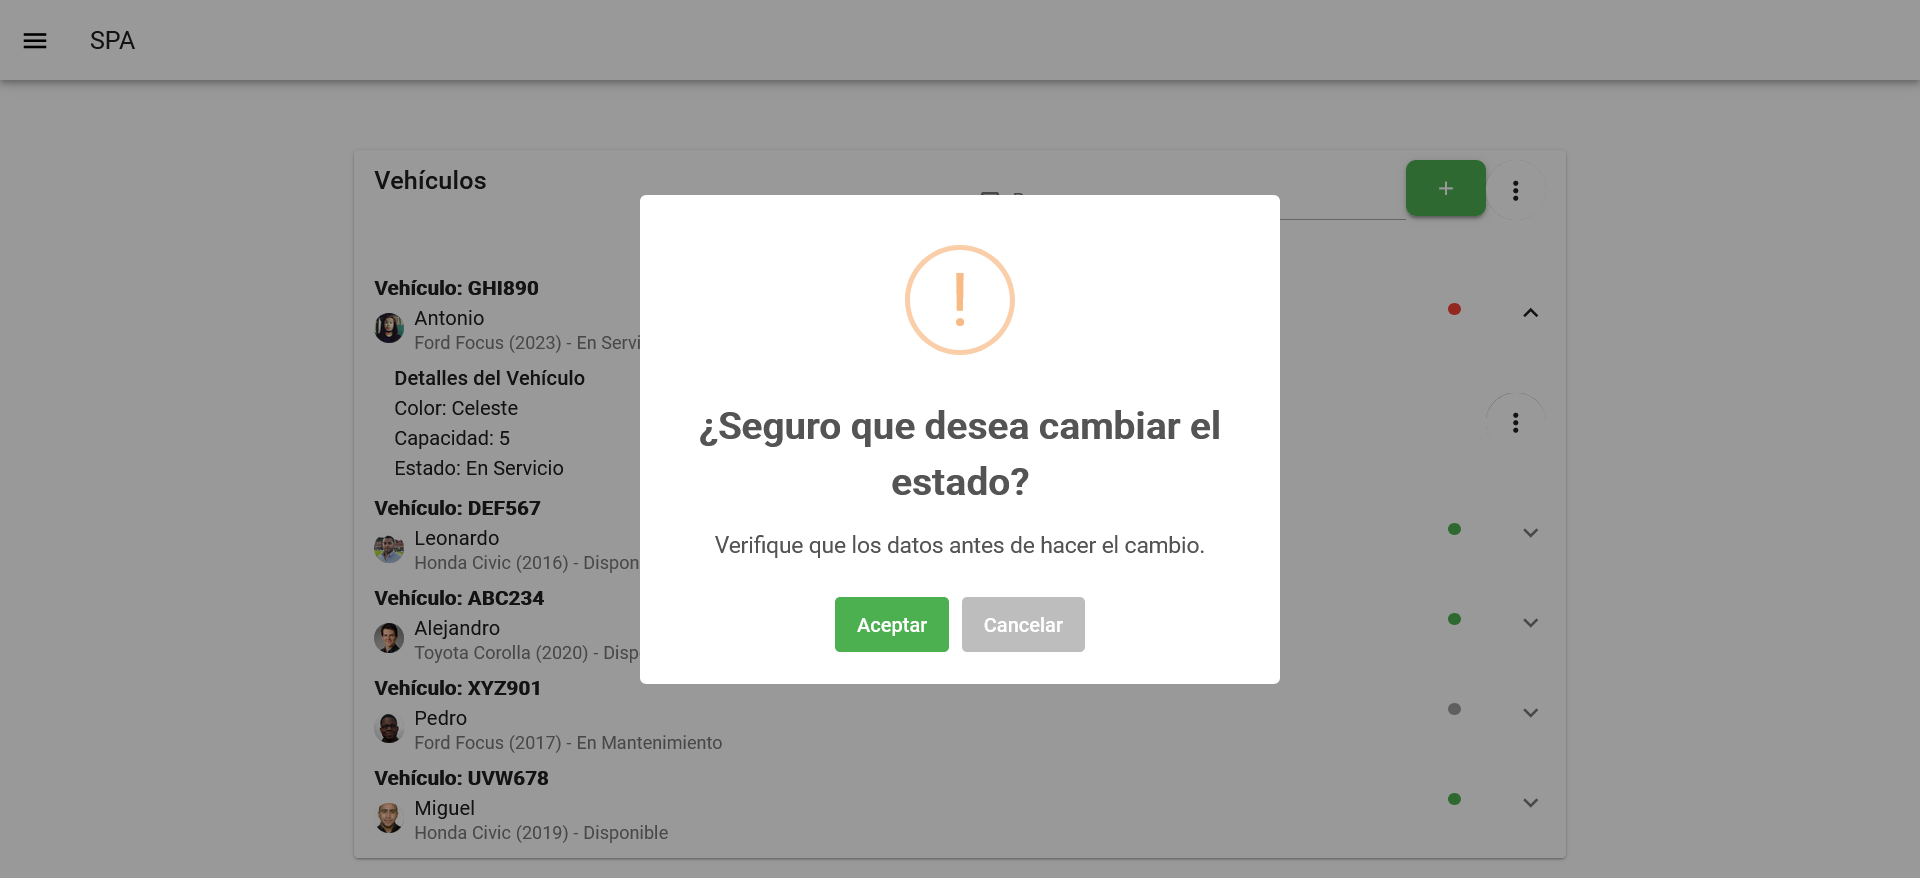 SPA
Vehículos
+
Vehículo: GHI890
Antonio
Ford Focus (2023) - En Servi
Detalles del Vehículo
Color: Celeste
Capacidad: 5
Estado: En Servicio
Vehículo: DEF567
Leonardo
Honda Civic (2016) - Dispon
Vehículo: ABC234
Alejandro
Toyota Corolla (2020) - Disp
Vehículo: XYZ901
Pedro
Ford Focus (2017) - En Mantenimiento
Vehículo: UVW678
Miguel
Honda Civic (2019) - Disponible
!
¿Seguro que desea cambiar el
estado?
Verifique que los datos antes de hacer el cambio.
Aceptar
Cancelar